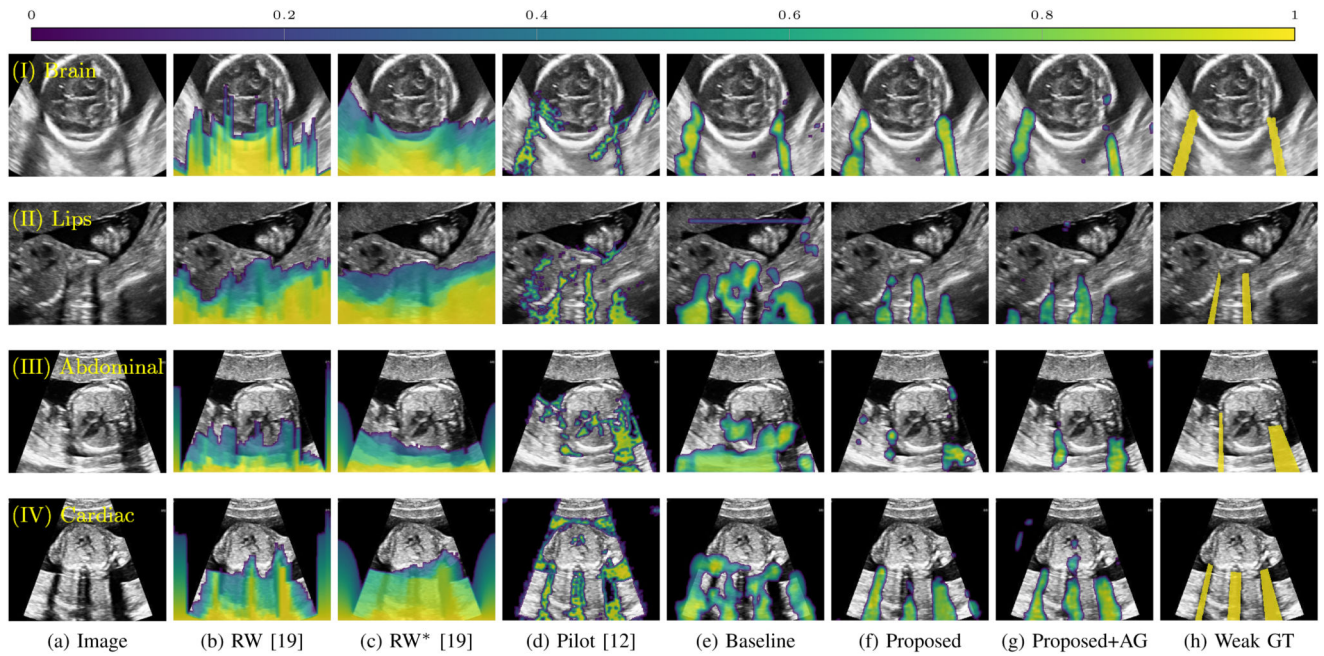 0 0.2 0.4 0.6 0.8 1
(I) Brain
(II) Lips
(III) Abdominal
(IV) Cardiac
(a) Image (b) RW [19] (c) RW* [19] (d) Pilot [12] (e) Baseline (f) Proposed (g) Proposed+AG (h) Weak GT